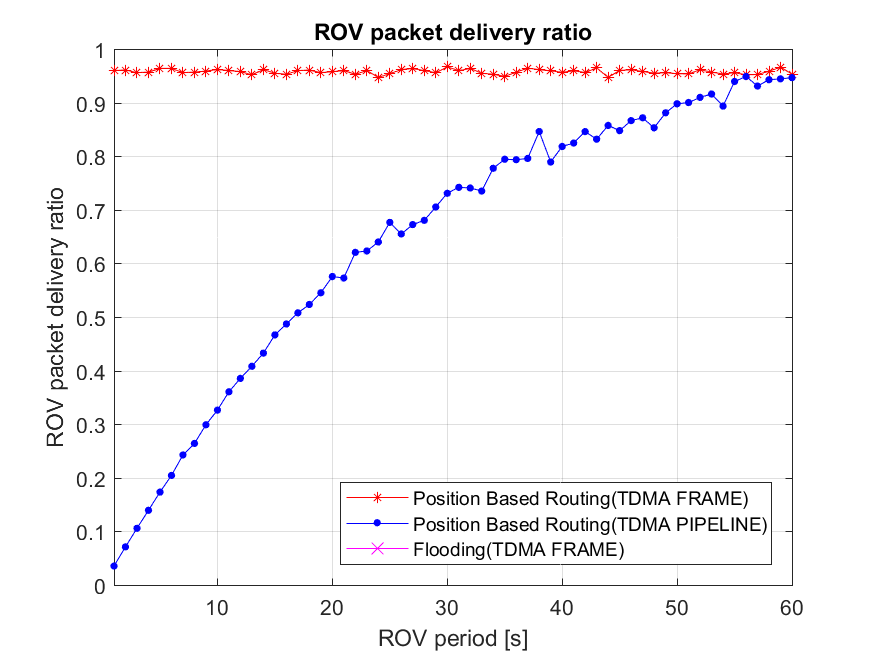 ROV packet delivery ratio
ROV packet delivery ratio
1
0.9
0.8
0.7
0.6
0.5
0.4
0.3
0.2
0.1
0
Position Based Routing(TDMA FRAME)
Position Based Routing(TDMA PIPELINE)
Flooding(TDMA FRAME)
10 20 30 40 50 60
ROV period [s]